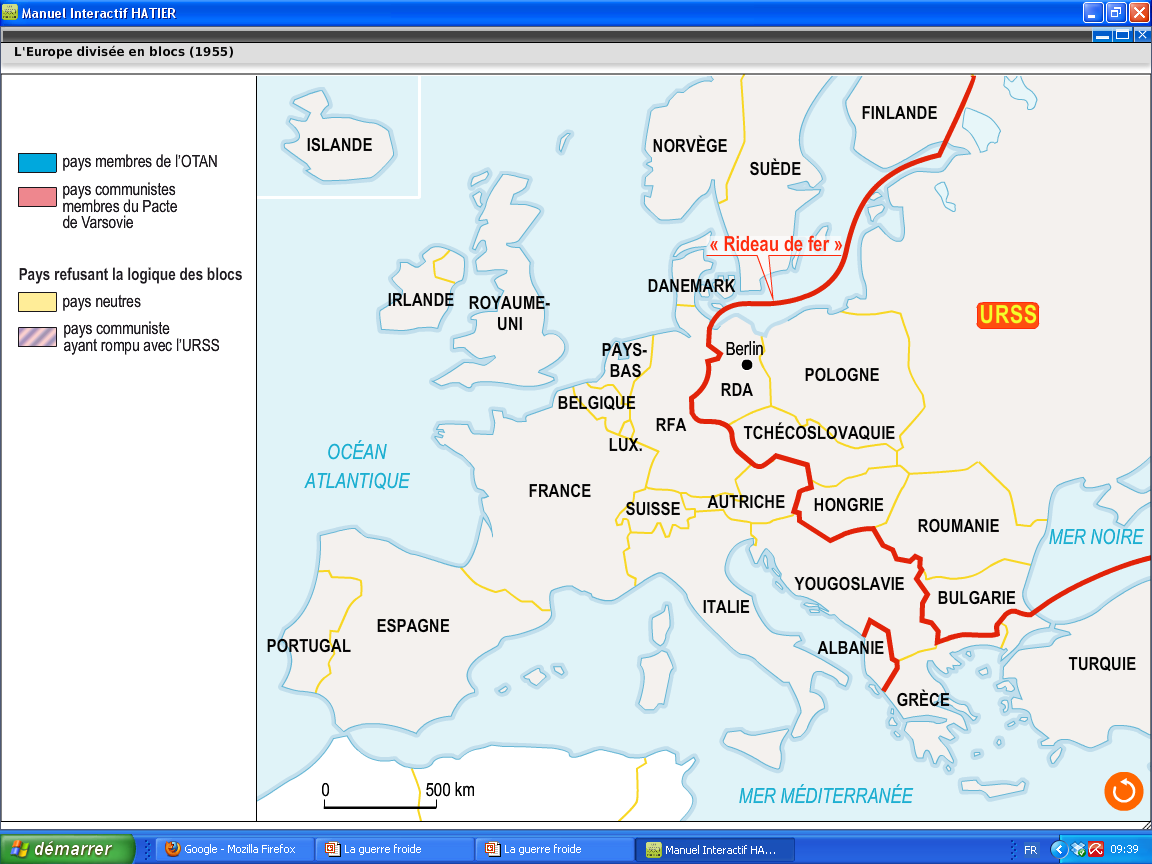 Manuel Interactif HATIER
L'Europe divisée en blocs (1955)
pays membres de l'OTAN
pays communistes
membres du Pacte
de Varsovie
Pays refusant la logique des blocs
pays neutres
pays communiste
ayant rompu avec l'URSS
ISLANDE
FINLANDE
NORVÈGE
SUÈDE
« Rideau de fer »
DANEMARK
IRLANDE
ROYAUME-
UNI
URSS
PAYS-
BAS
Berlin
RDA
POLOGNE
BELGIQUE
RFA
LUX.
TCHÉCOSLOVAQUIE
OCÉAN
ATLANTIQUE
FRANCE
SUISSE
AUTRICHE
HONGRIE
ROUMANIE
MER NOIRE
YOUGOSLAVIE
BULGARIE
ITALIE
ESPAGNE
PORTUGAL
ALBANIE
TURQUIE
GRÈCE
0 500 km
MER MÉDITERRANÉE
démarrer
Google - Mozilla Firefox
La guerre froide
La guerre froide
Manuel Interactif HA...
FR
09:39